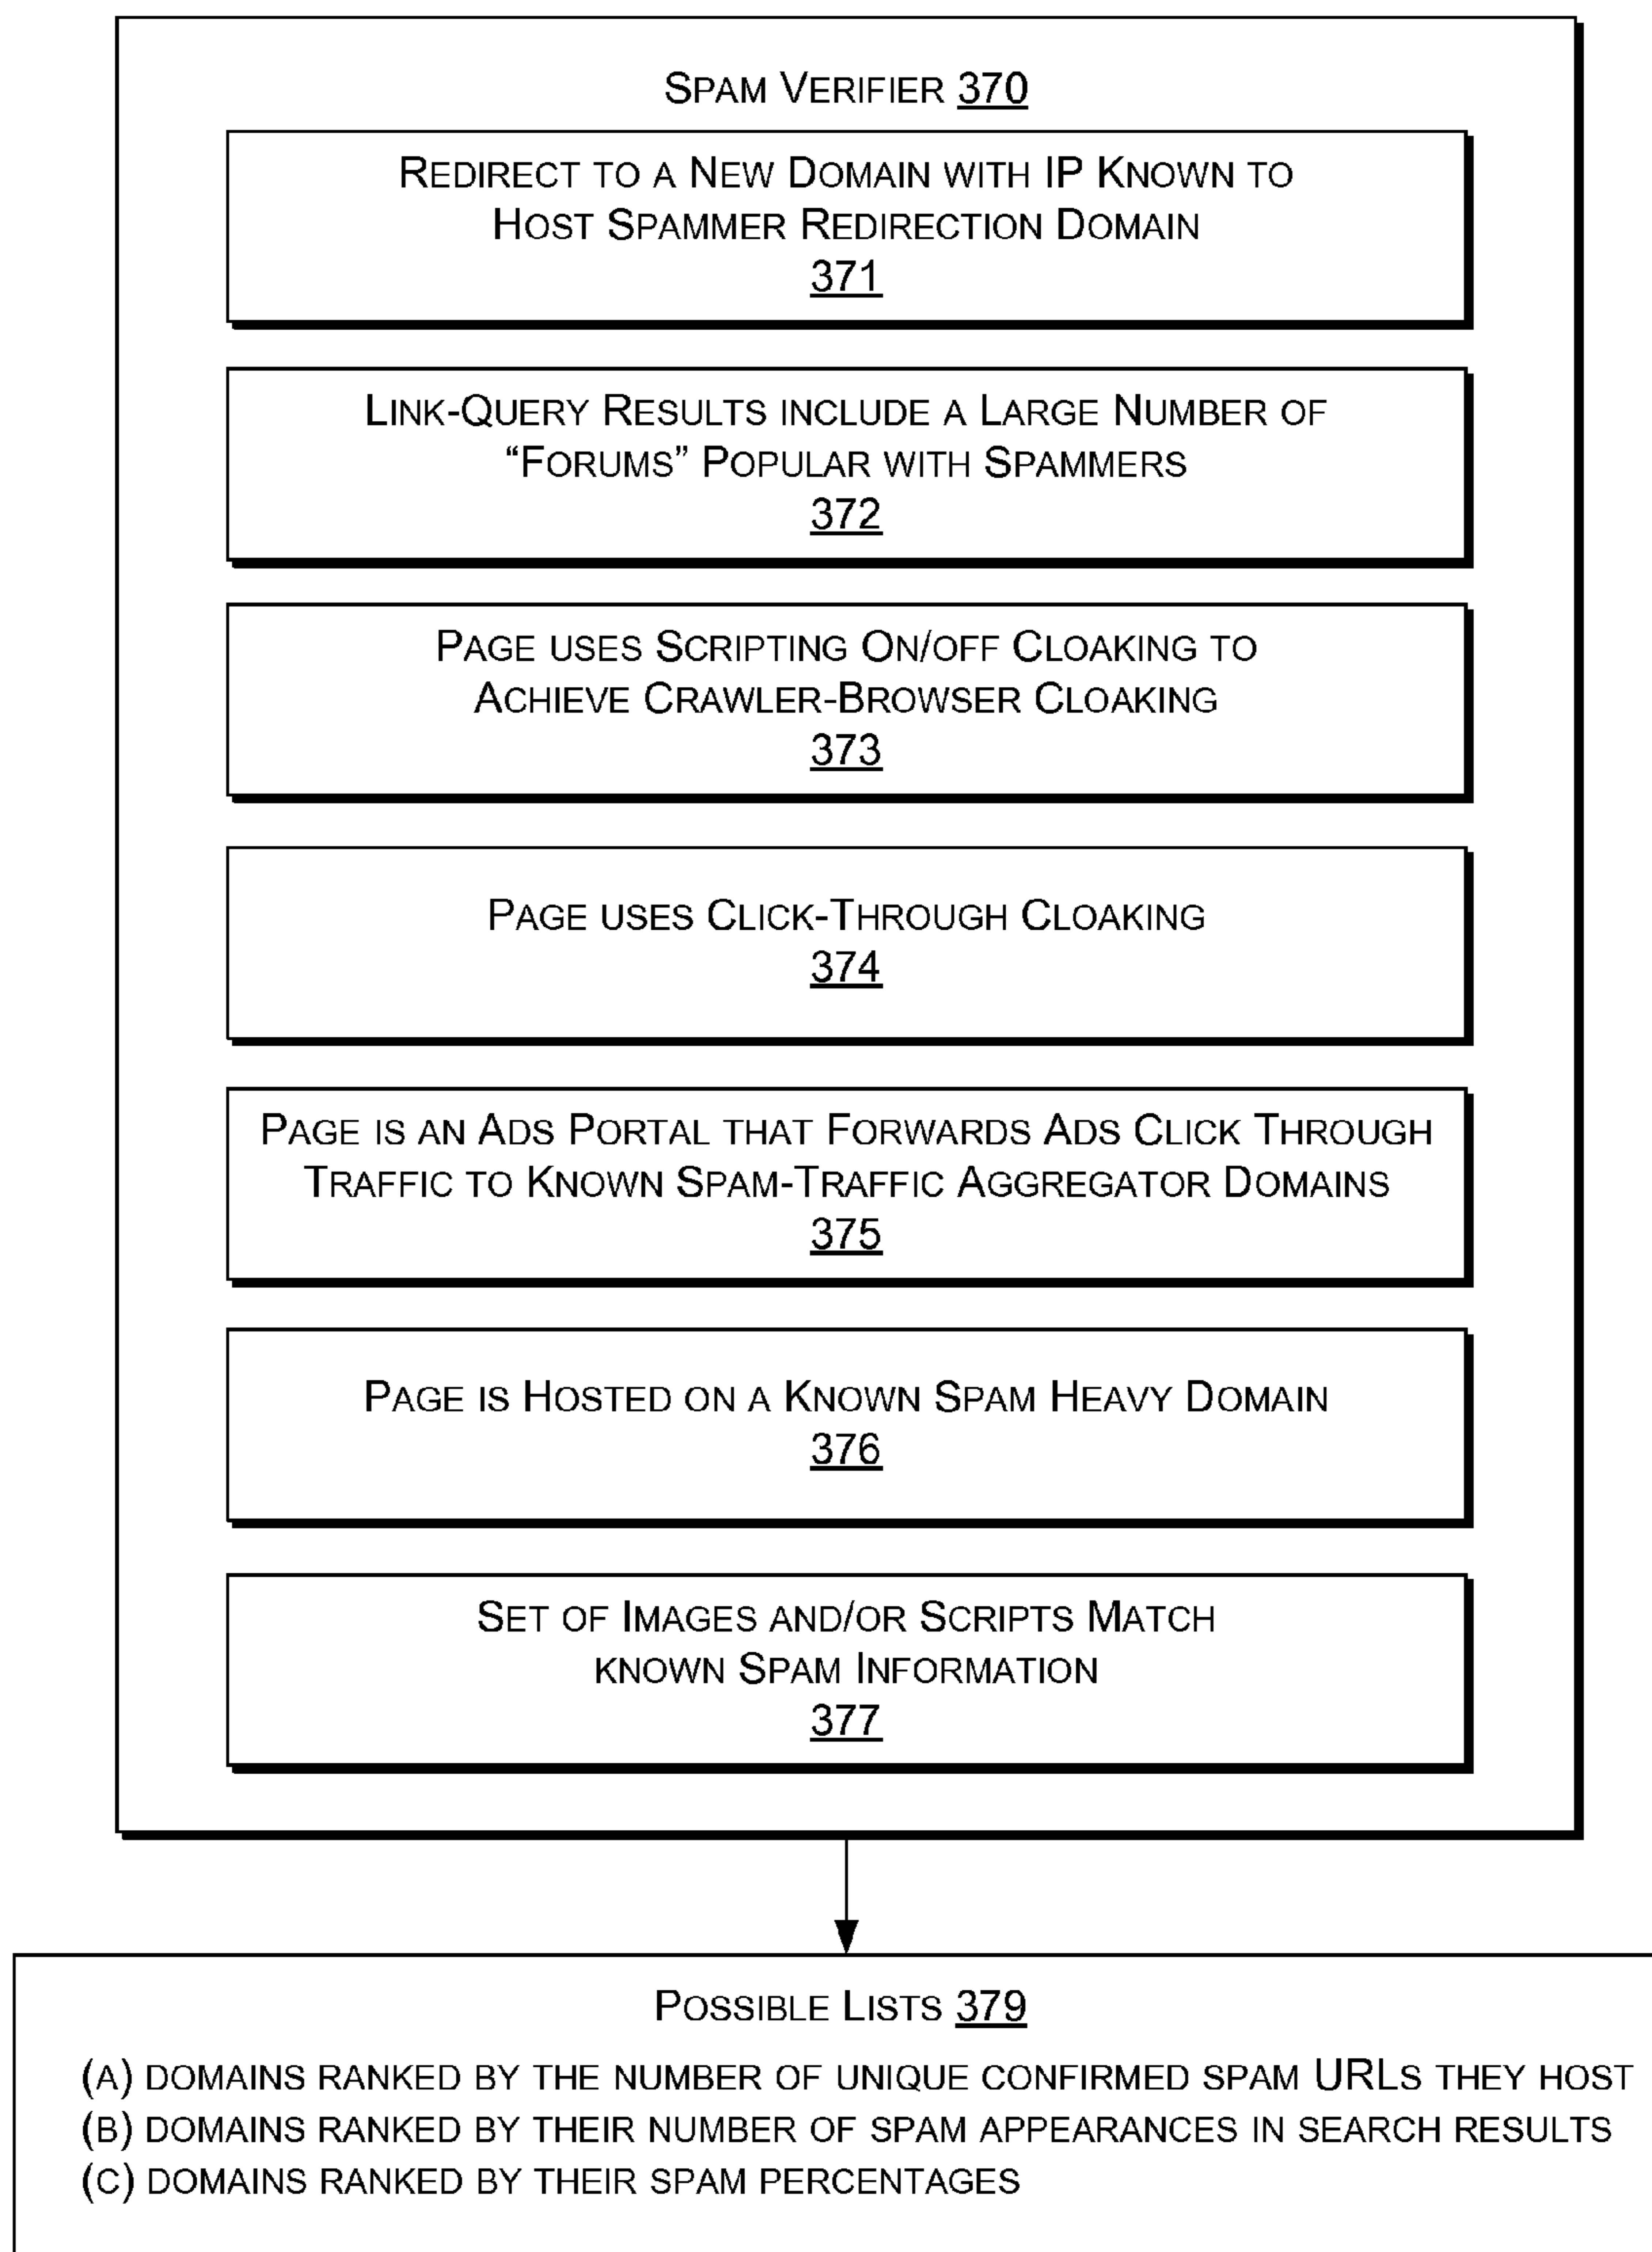 SPAM VERIFIER 370
REDIRECT TO A NEW DOMAIN WITH IP KNOWN TO
HOST SPAMMER REDIRECTION DOMAIN
371
LINK-QUERY RESULTS INCLUDE A LARGE NUMBER OF
“FORUMS” POPULAR WITH SPAMMERS
372
PAGE USES SCRIPTING ON/OFF CLOAKING TO
ACHIEVE CRAWLER-BROWSER CLOAKING
373
PAGE USES CLICK-THROUGH CLOAKING
374
PAGE IS AN ADS PORTAL THAT FORWARDS ADS CLICK THROUGH
TRAFFIC TO KNOWN SPAM-TRAFFIC AGGREGATOR DOMAINS
375
PAGE IS HOSTED ON A KNOWN SPAM HEAVY DOMAIN
376
SET OF IMAGES AND/OR SCRIPTS MATCH
KNOWN SPAM INFORMATION
377
POSSIBLE LISTS 379
(A) DOMAINS RANKED BY THE NUMBER OF UNIQUE CONFIRMED SPAM URLS THEY HOST
(B) DOMAINS RANKED BY THEIR NUMBER OF SPAM APPEARANCES IN SEARCH RESULTS
(C) DOMAINS RANKED BY THEIR SPAM PERCENTAGES